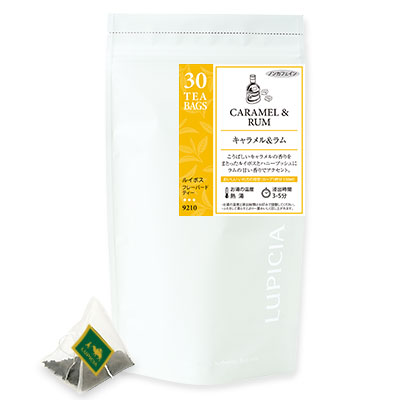 30
TEA
BAGS
ルイボス
フレーバード
ティー
9210
ノンカフェイン
CARAMEL &
RUM
キャラメル&ラム
こうばしいキャラメルの香りを
まとったルイボスとハニーブッシュに
ラムの甘い香りでアクセント。
お湯の温度
熱湯
浸出時間
3-5分
LUPICIA
LUPICIA